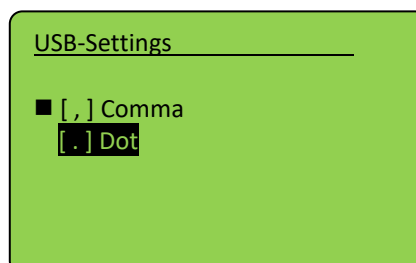 USB-Settings
■ [ , ] Comma
[ . ] Dot